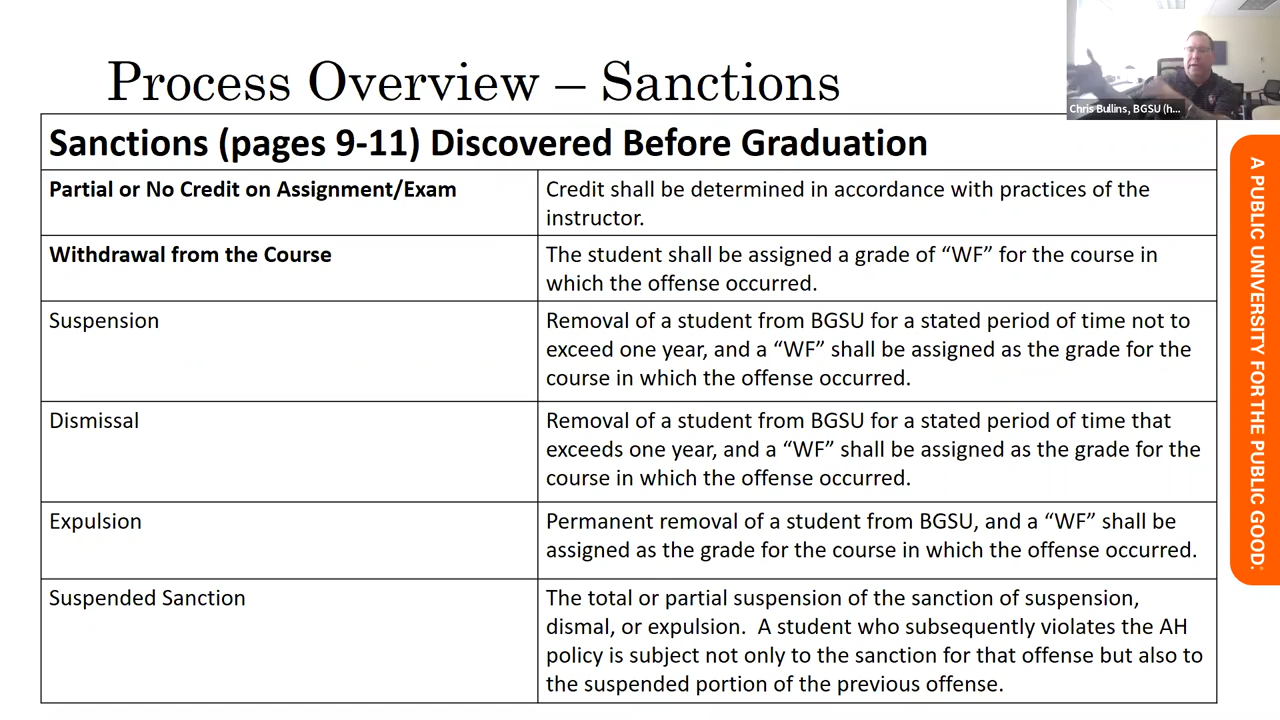 Process Overview – Sanctions
Chris Bullins, BGSU (h...
Sanctions (pages 9-11) Discovered Before Graduation
Partial or No Credit on Assignment/Exam
Credit shall be determined in accordance with practices of the
instructor.
Withdrawal from the Course
The student shall be assigned a grade of “WF” for the course in
which the offense occurred.
Suspension
Removal of a student from BGSU for a stated period of time not to
exceed one year, and a “WF” shall be assigned as the grade for the
course in which the offense occurred.
Dismissal
Removal of a student from BGSU for a stated period of time that
exceeds one year, and a “WF” shall be assigned as the grade for the
course in which the offense occurred.
Expulsion
Permanent removal of a student from BGSU, and a “WF” shall be
assigned as the grade for the course in which the offense occurred.
Suspended Sanction
The total or partial suspension of the sanction of suspension,
dismal, or expulsion.  A student who subsequently violates the AH
policy is subject not only to the sanction for that offense but also to
the suspended portion of the previous offense.
A PUBLIC UNIVERSITY FOR THE PUBLIC GOOD.